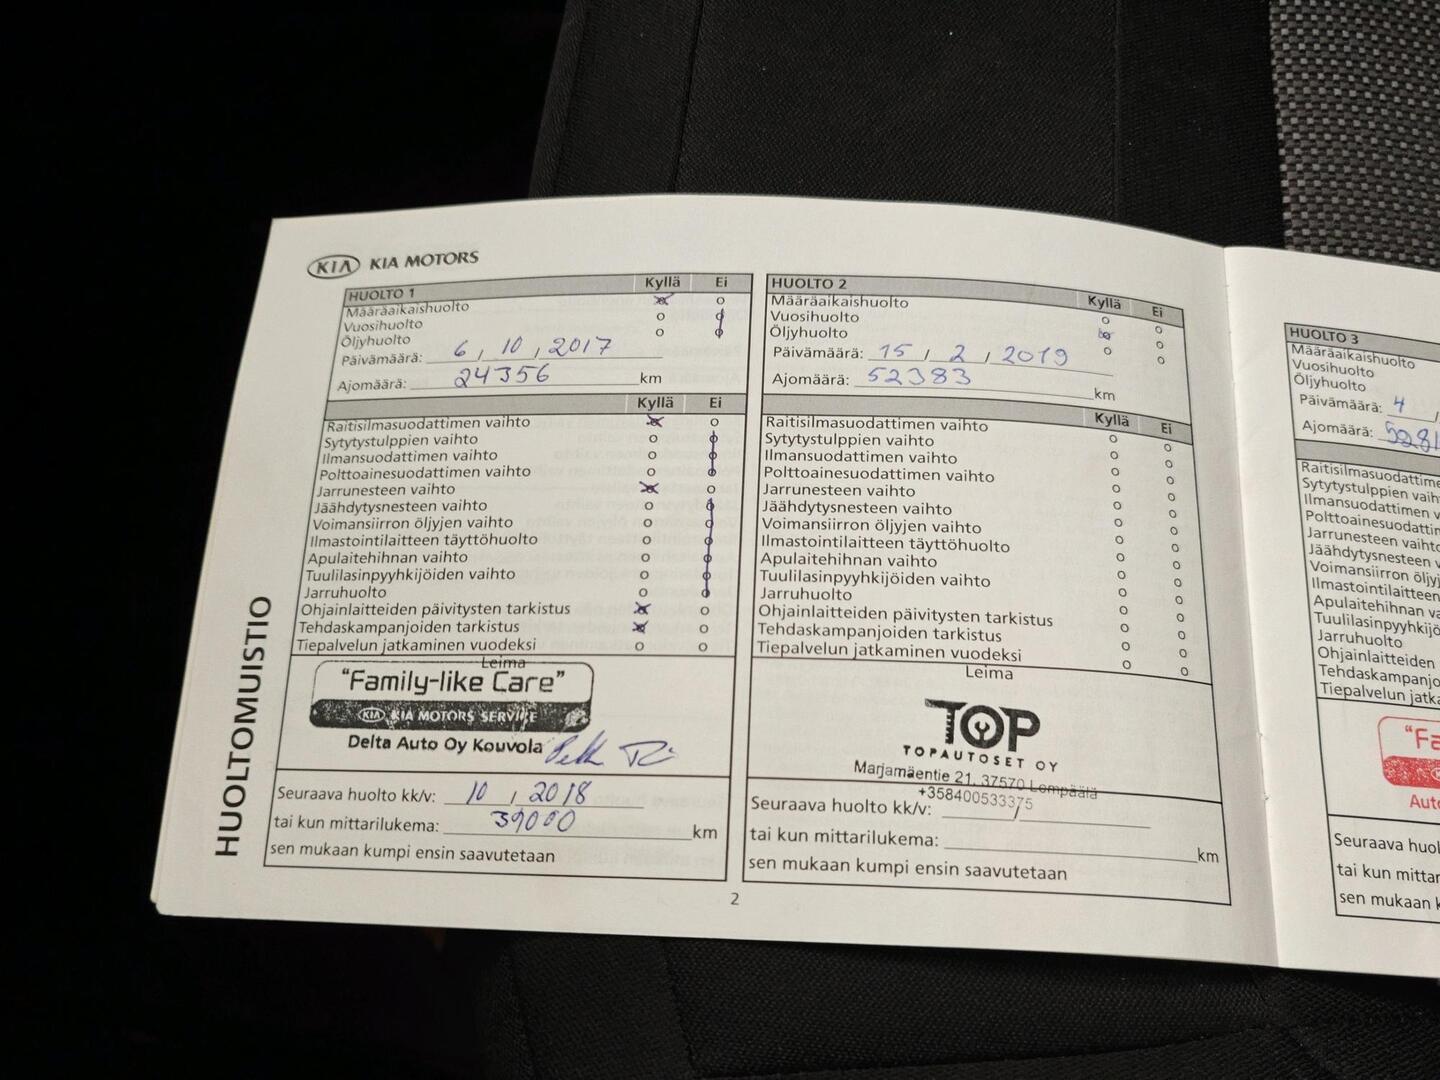 KIA KIA MOTORS
HUOLTOMUISTIO
HUOLTO 1 Kyllä Ei
Määräaikaishuolto
Vuosihuolto
Öljyhuolto
Päivämäärä: 6 / 10 / 2017
Ajomäärä: 24356 km
Kyllä Ei
Raitisilmasuodattimen vaihto
Sytytystulppien vaihto
Ilmansuodattimen vaihto
Polttoainesuodattimen vaihto
Jarrunesteen vaihto
Jäähdytysnesteen vaihto
Voimansiirron öljyjen vaihto
Ilmastointilaitteen täyttöhuolto
Apulaitehihnan vaihto
Tuulilasinpyyhkijöiden vaihto
Jarruhuolto
Ohjainlaitteiden päivitysten tarkistus
Tehdaskampanjoiden tarkistus
Tiepalvelun jatkaminen vuodeksi
Leima
"Family-like Care"
KIA KIA MOTORS SERVICE
Delta Auto Oy Kouvola
Seuraava huolto kk/v: 10 / 2018
tai kun mittarilukema: 39000 km
sen mukaan kumpi ensin saavutetaan
HUOLTO 2 Kyllä Ei
Määräaikaishuolto
Vuosihuolto
Öljyhuolto
Päivämäärä: 15 / 2 / 2019
Ajomäärä: 52383 km
Kyllä Ei
Raitisilmasuodattimen vaihto
Sytytystulppien vaihto
Ilmansuodattimen vaihto
Polttoainesuodattimen vaihto
Jarrunesteen vaihto
Jäähdytysnesteen vaihto
Voimansiirron öljyjen vaihto
Ilmastointilaitteen täyttöhuolto
Apulaitehihnan vaihto
Tuulilasinpyyhkijöiden vaihto
Jarruhuolto
Ohjainlaitteiden päivitysten tarkistus
Tehdaskampanjoiden tarkistus
Tiepalvelun jatkaminen vuodeksi
Leima
TOP
TOPAUTOSET OY
Marjamäentie 21, 37570 Lempäälä
+358400533375
Seuraava huolto kk/v: /
tai kun mittarilukema: km
sen mukaan kumpi ensin saavutetaan
2
HUOLTO 3
Määräaikaishuolto
Vuosihuolto
Öljyhuolto
Päivämäärä: 4 /
Ajomäärä: 5281
Raitisilmasuodattime
Sytytystulppien vaih
Ilmansuodattimen v
Polttoainesuodattim
Jarrunesteen vaihto
Jäähdytysnesteen v
Voimansiirron öljyj
Ilmastointilaitteen
Apulaitehihnan va
Tuulilasinpyyhkijö
Jarruhuolto
Ohjainlaitteiden
Tehdaskampanjo
Tiepalvelun jatka
"Fa
Auto
Seuraava huol
tai kun mittar
sen mukaan k